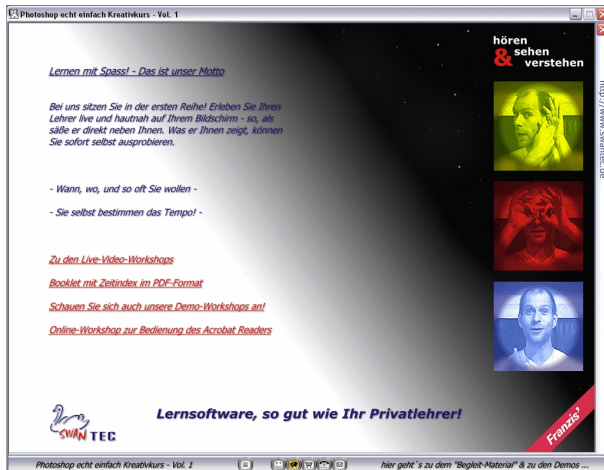 Photoshop echt einfach Kreativkurs - Vol. 1
hören
& sehen
verstehen
http://www.swantec.de
Lernen mit Spass! - Das ist unser Motto
Bei uns sitzen Sie in der ersten Reihe! Erleben Sie Ihren
Lehrer live und hautnah auf Ihrem Bildschirm - so, als
säße er direkt neben Ihnen. Was er Ihnen zeigt, können
Sie sofort selbst ausprobieren.
- Wann, wo, und so oft Sie wollen -
- Sie selbst bestimmen das Tempo! -
Zu den Live-Video-Workshops
Booklet mit Zeitindex im PDF-Format
Schauen Sie sich auch unsere Demo-Workshops an!
Online-Workshop zur Bedienung des Acrobat Readers
SWAN TEC
Lernsoftware, so gut wie Ihr Privatlehrer!
Franzis'
Photoshop echt einfach Kreativkurs - Vol. 1
hier geht`s zu dem "Begleit-Material" & zu den Demos ...